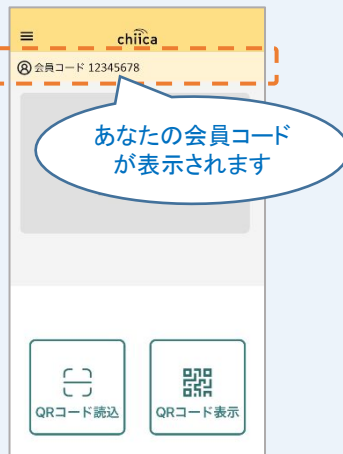 chiica
会員コード 12345678
あなたの会員コード
が表示されます
QRコード読込
QRコード表示